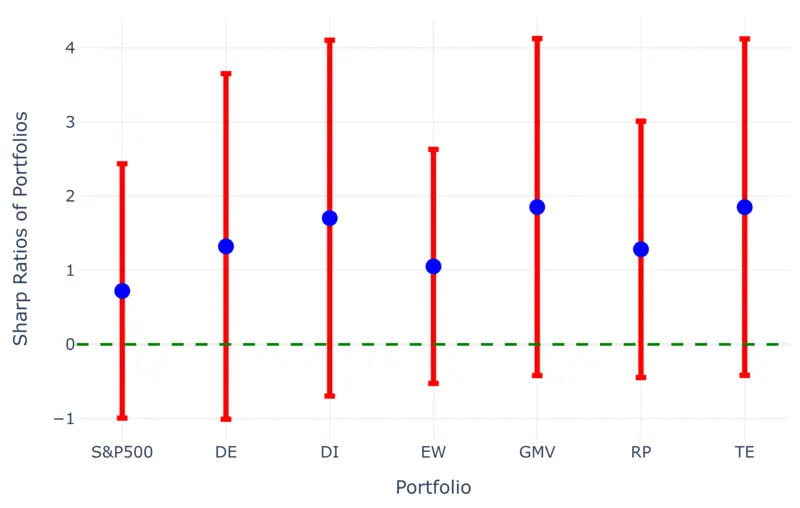 Sharp Ratios of Portfolios
4
3
2
1
0
−1
S&P500 DE DI EW GMV RP TE
Portfolio